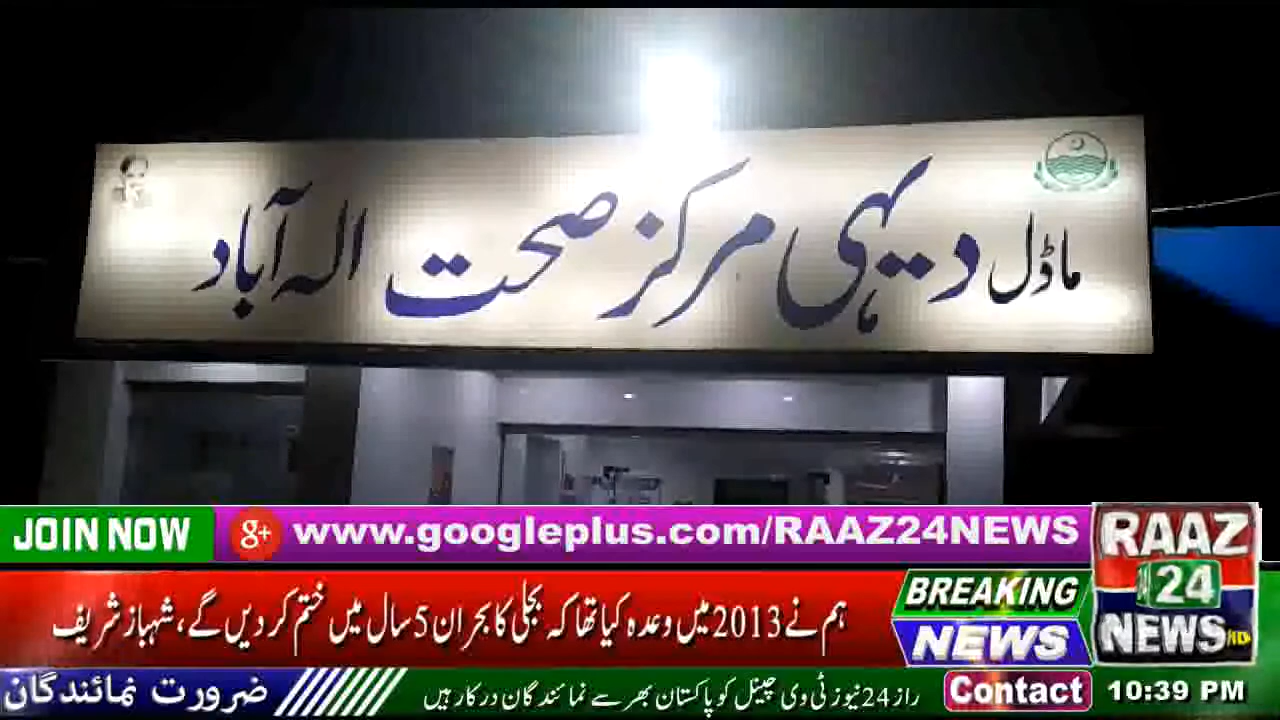 ماڈل دیہی مرکز صحت الہ آباد
JOIN NOW
g+ www.googleplus.com/RAAZ24NEWS
RAAZ
24
NEWS HD
ہم نے 2013 میں وعدہ کیا تھا کہ بجلی کا بحران 5 سال میں ختم کر دیں گے، شہباز شریف
BREAKING
NEWS
ضرورت نمائندگان
راز 24 نیوز ٹی وی چینل کو پاکستان بھر سے نمائندگان درکار ہیں
Contact
10:39 PM